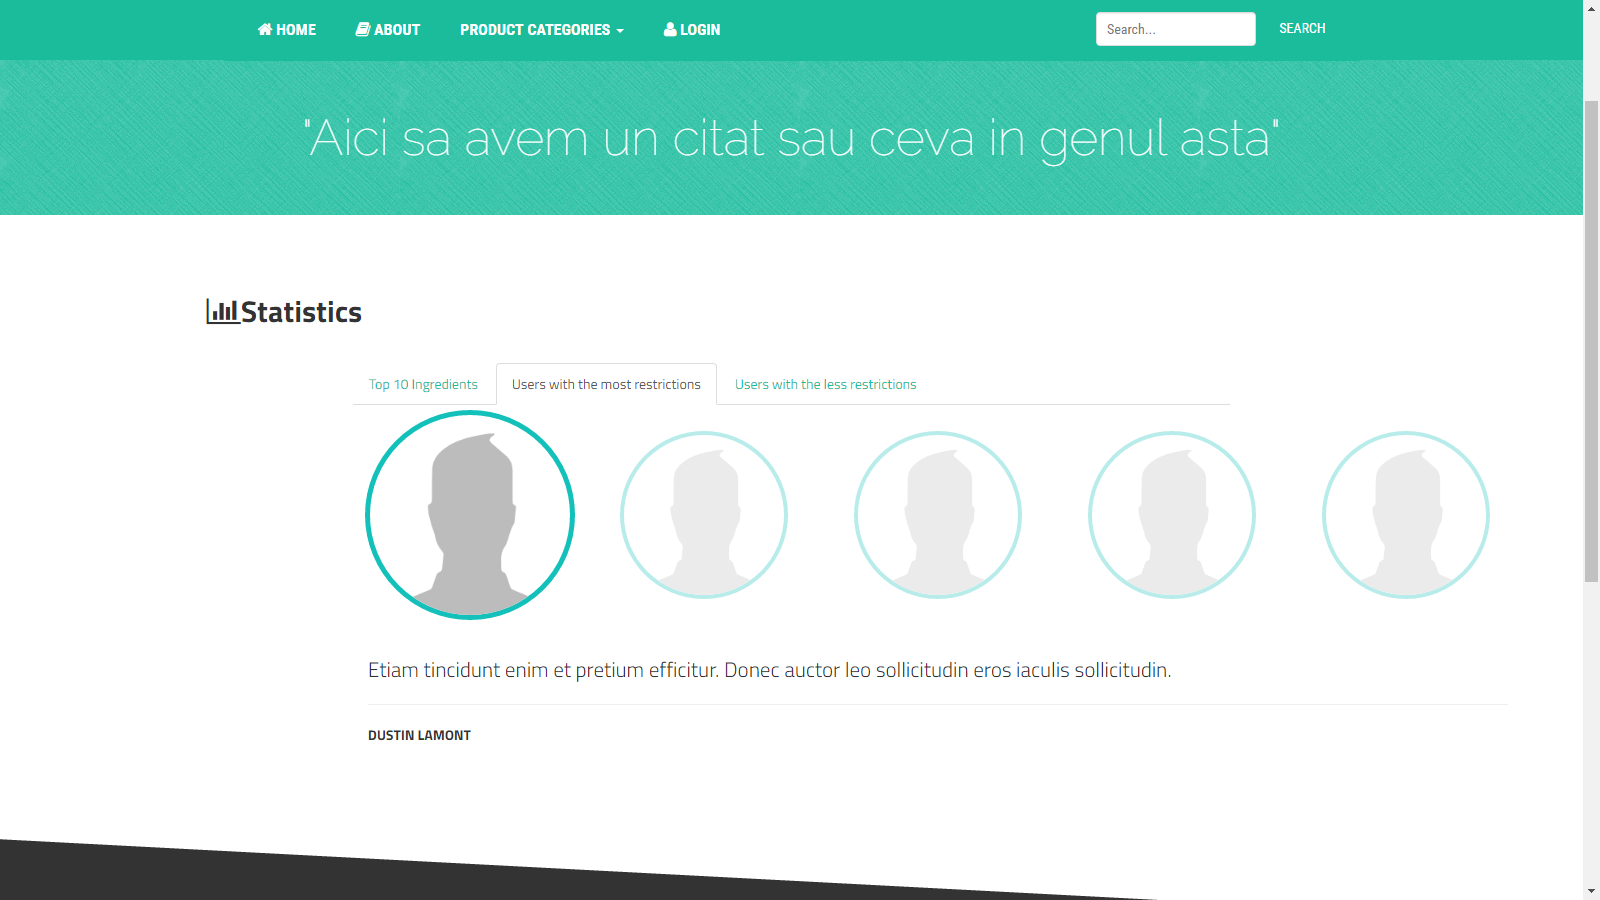 HOME ABOUT PRODUCT CATEGORIES LOGIN Search... SEARCH
"Aici sa avem un citat sau ceva in genul asta"
Statistics
Top 10 Ingredients Users with the most restrictions Users with the less restrictions
Etiam tincidunt enim et pretium efficitur. Donec auctor leo sollicitudin eros iaculis sollicitudin.
DUSTIN LAMONT